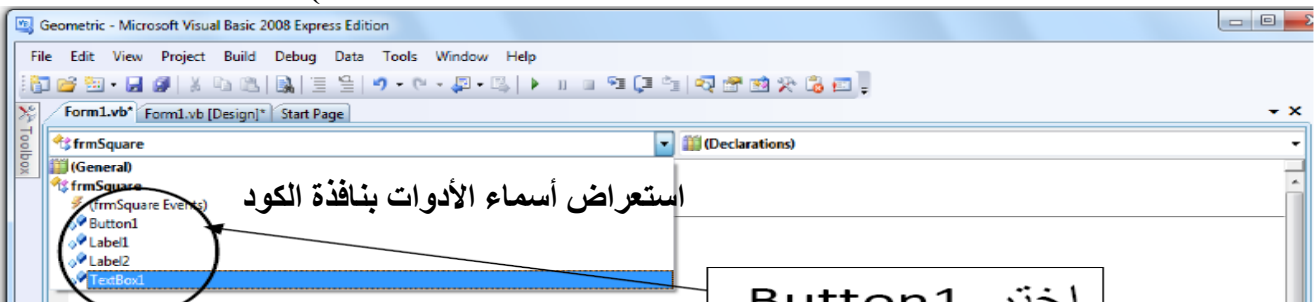 Geometric - Microsoft Visual Basic 2008 Express Edition
File Edit View Project Build Debug Data Tools Window Help
Form1.vb* Form1.vb [Design]* Start Page
Toolbox
frmSquare (Declarations)
(General)
frmSquare
(frmSquare Events)
استعراض أسماء الأدوات بنافذة الكود
Button1
Label1
Label2
TextBox1
اختر Button1